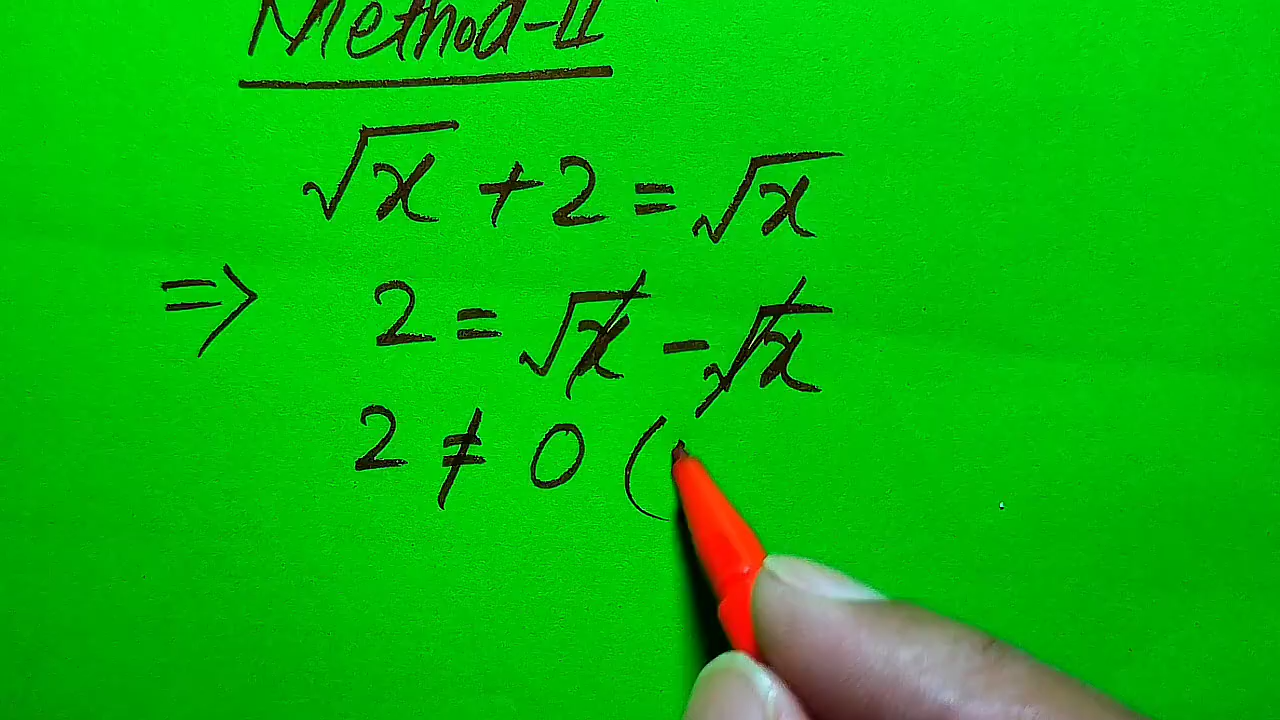 Method-II
√x + 2 = √x
⇒ 2 = √x - √x
2 ≠ 0 (